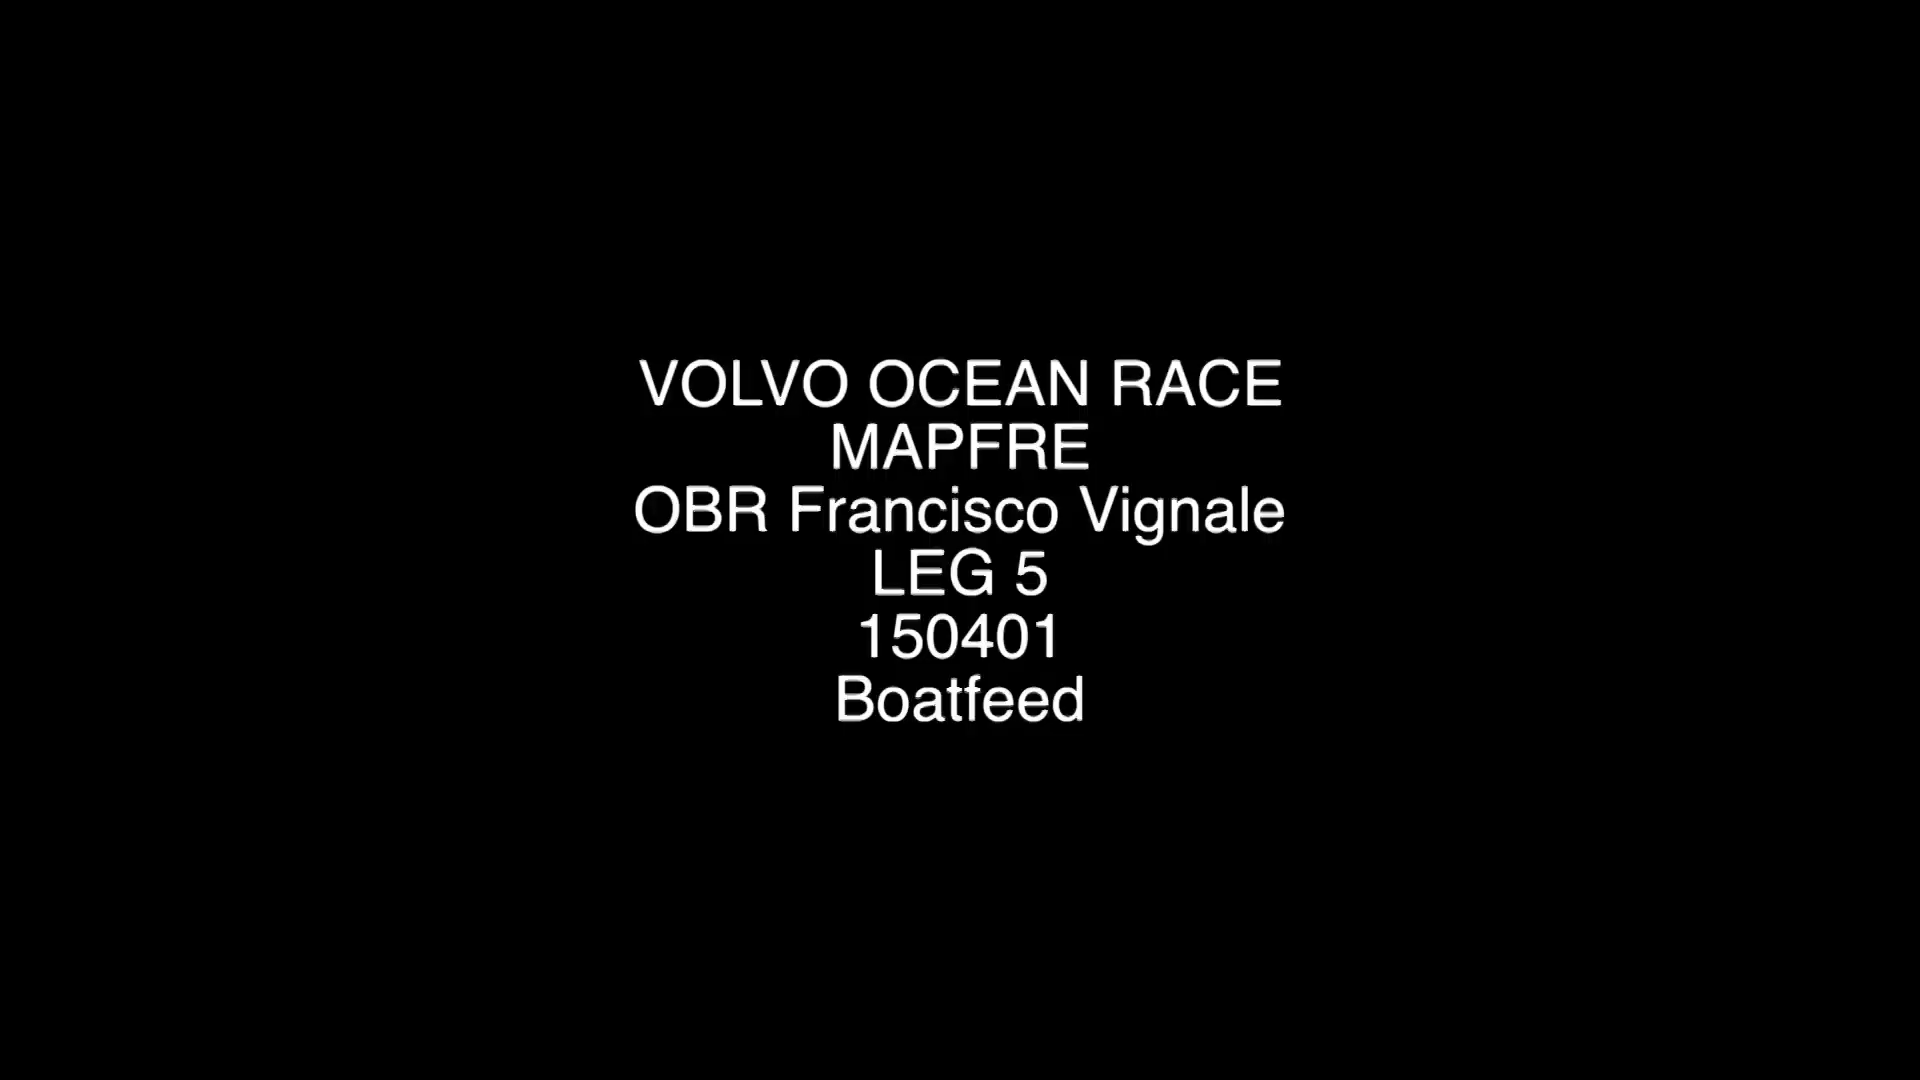 VOLVO OCEAN RACE
MAPFRE
OBR Francisco Vignale
LEG 5
150401
Boatfeed